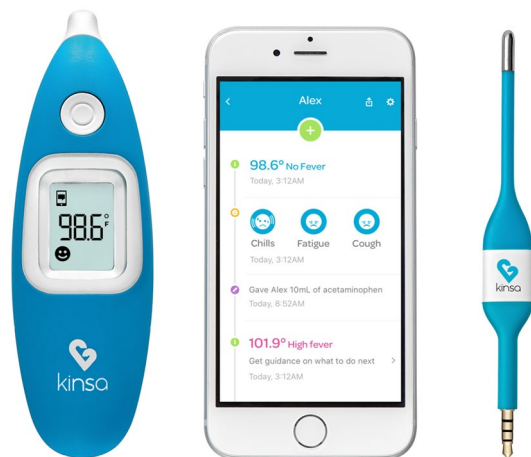 98.6°F
kinsa
Alex
98.6° No Fever
Today, 3:12AM
Chills Fatigue Cough
Today, 3:12AM
Gave Alex 10mL of acetaminophen
Today, 8:52AM
101.9° High fever
Get guidance on what to do next
Today, 3:12AM
kinsa